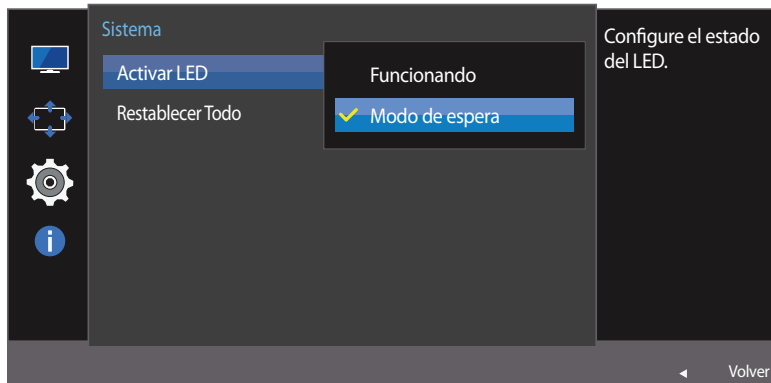 Sistema
Activar LED
Restablecer Todo
Funcionando
Modo de espera
Configure el estado
del LED.
Volver